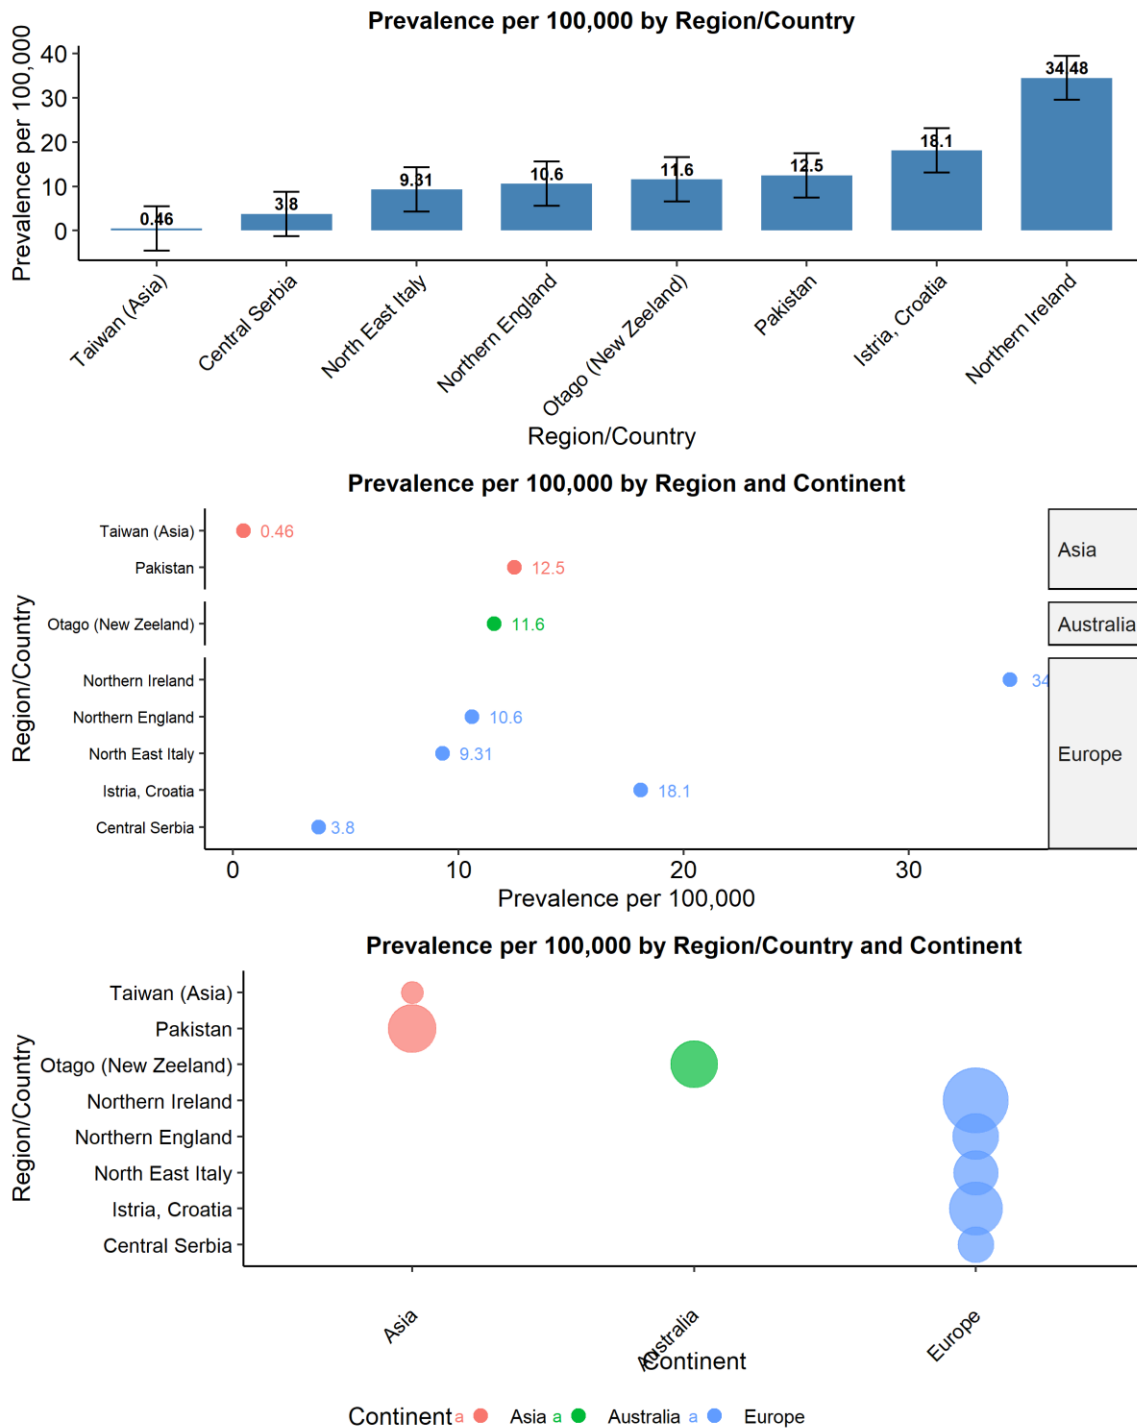 Prevalence per 100,000 by Region/Country
Prevalence per 100,000
40
30
20
10
0
0.46
3.8
9.31
10.6
11.6
12.5
18.1
34.48
Taiwan (Asia)
Central Serbia
North East Italy
Northern England
Otago (New Zeeland)
Pakistan
Istria, Croatia
Northern Ireland
Region/Country
Prevalence per 100,000 by Region and Continent
Region/Country
Taiwan (Asia) 0.46
Pakistan 12.5
Asia
Otago (New Zeeland) 11.6
Australia
Northern Ireland 34
Northern England 10.6
North East Italy 9.31
Istria, Croatia 18.1
Central Serbia 3.8
Europe
0 10 20 30
Prevalence per 100,000
Prevalence per 100,000 by Region/Country and Continent
Region/Country
Taiwan (Asia)
Pakistan
Otago (New Zeeland)
Northern Ireland
Northern England
North East Italy
Istria, Croatia
Central Serbia
Asia
Australia
Europe
Continent
Continent a Asia a Australia a Europe